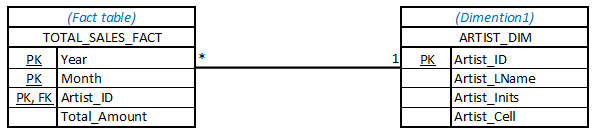 (Fact table)
TOTAL_SALES_FACT
PK Year
PK Month
PK, FK Artist_ID
Total_Amount
* 1
(Dimention1)
ARTIST_DIM
PK Artist_ID
Artist_LName
Artist_Inits
Artist_Cell